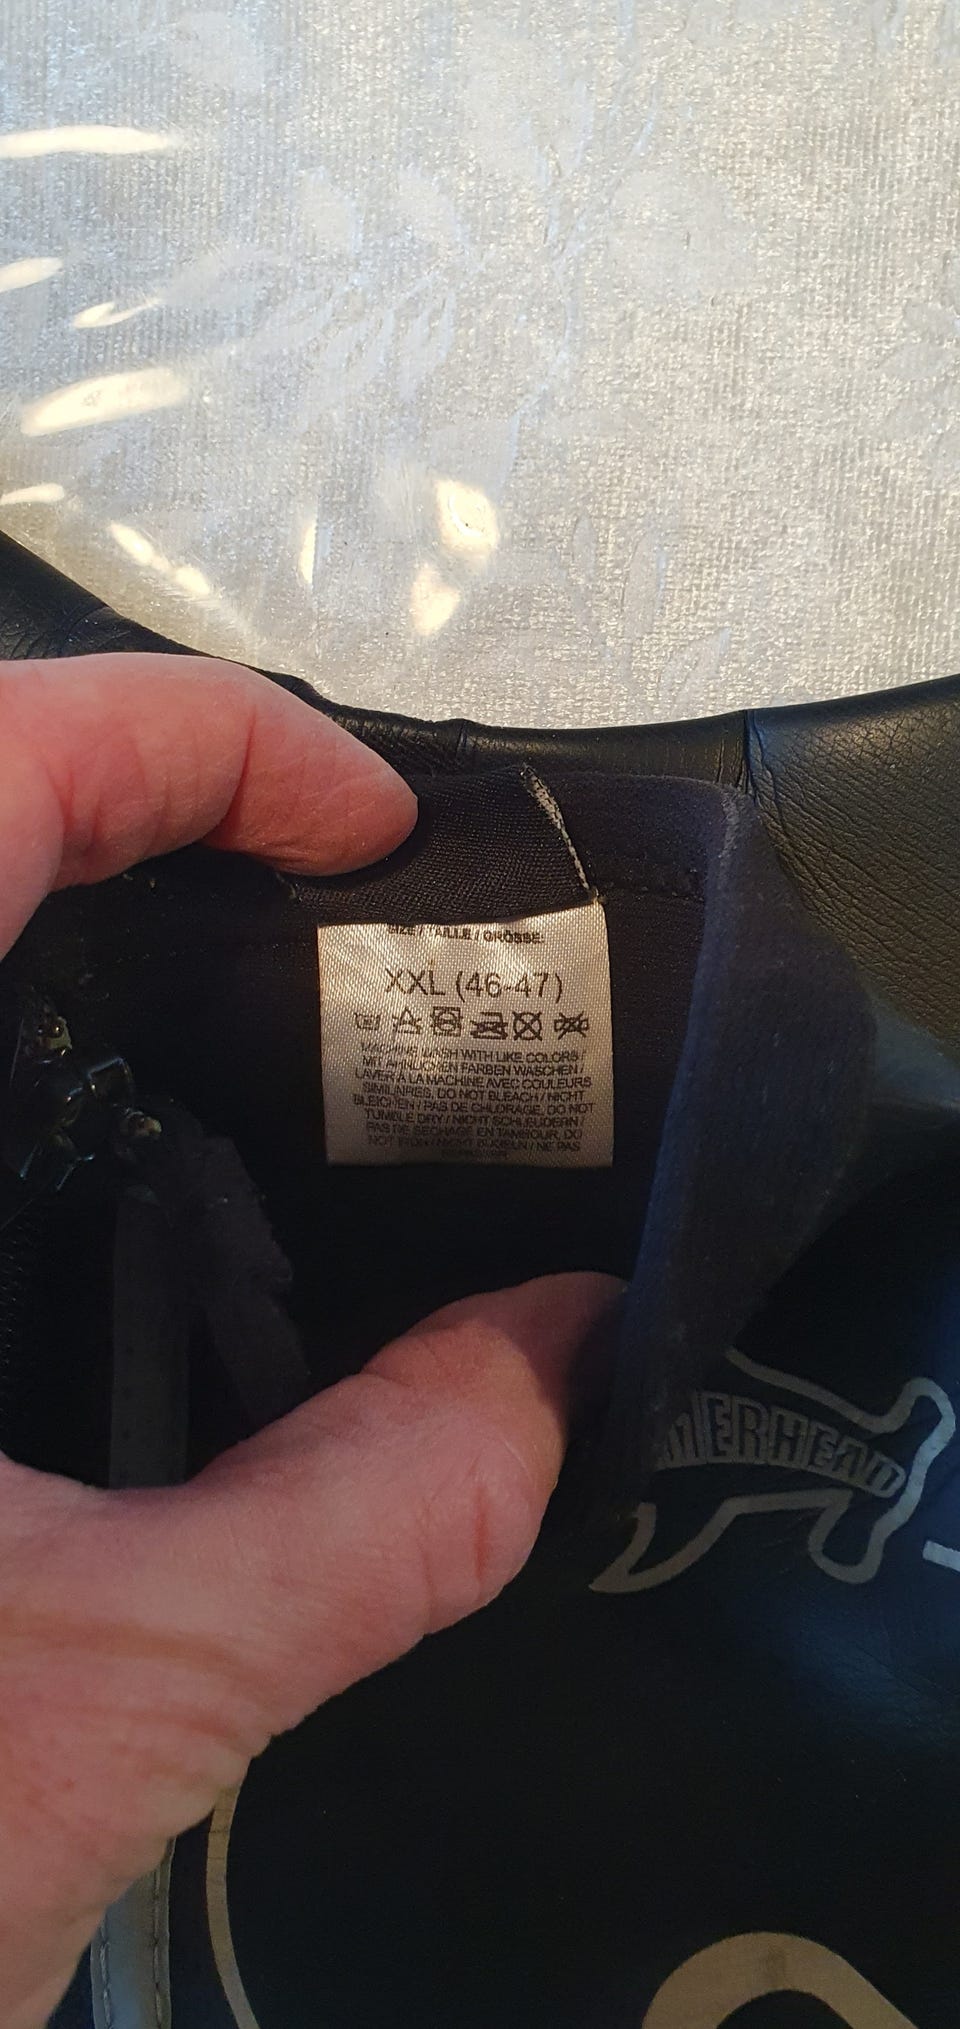 SIZE / TAILLE / GRÖSSE:
XXL (46-47)
MACHINE WASH WITH LIKE COLORS /
MIT ÄHNLICHEN FARBEN WASCHEN /
LAVER A LA MACHINE AVEC COULEURS
SIMILAIRES, DO NOT BLEACH / NICHT
BLEICHEN / PAS DE CHLORAGE, DO NOT
TUMBLE DRY / NICHT SCHLEUDERN /
PAS DE SECHAGE EN TAMBOUR, DO
NOT IRON / NICHT BÜGELN / NE PAS
MERHEAD